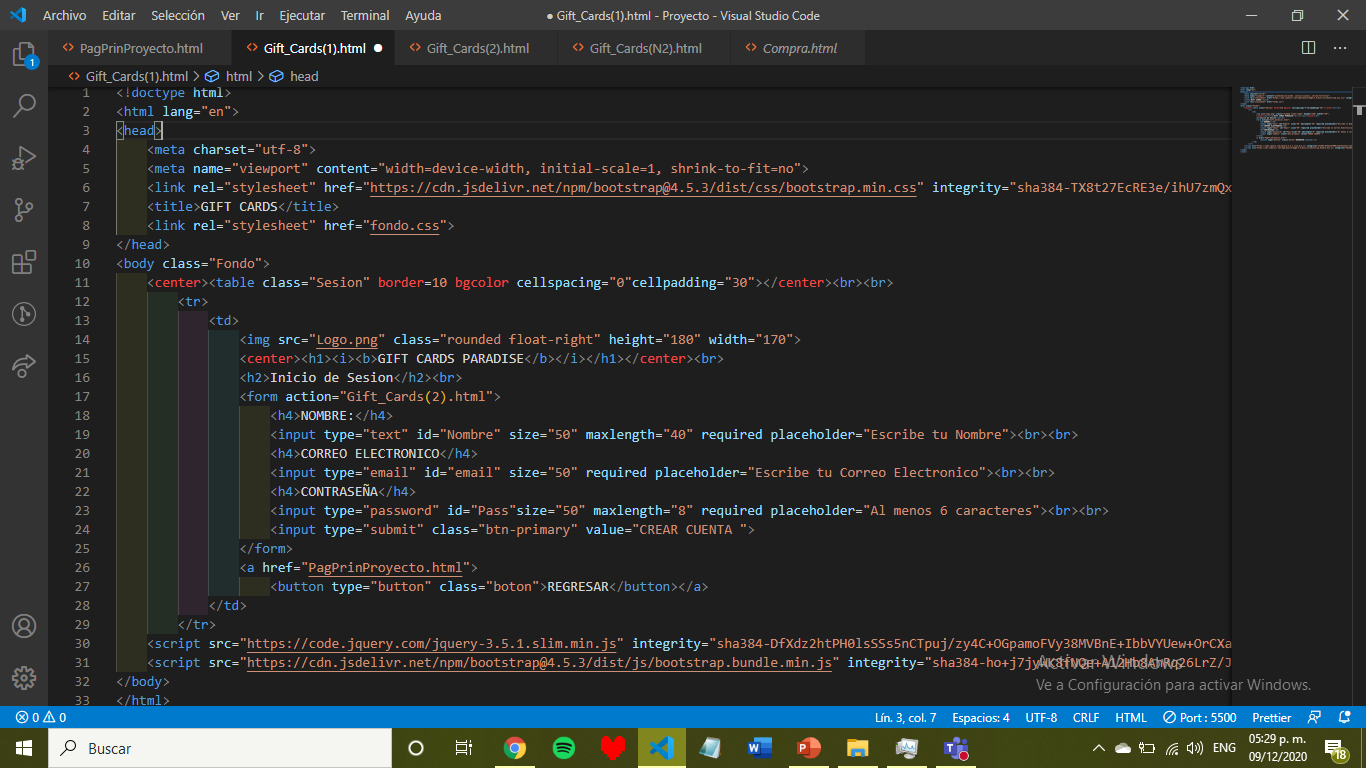 Archivo Editar Selección Ver Ir Ejecutar Terminal Ayuda ● Gift_Cards(1).html - Proyecto - Visual Studio Code
PagPrinProyecto.html Gift_Cards(1).html Gift_Cards(2).html Gift_Cards(N2).html Compra.html
Gift_Cards(1).html > html > head
1 <!doctype html>
2 <html lang="en">
3 <head>
4 <meta charset="utf-8">
5 <meta name="viewport" content="width=device-width, initial-scale=1, shrink-to-fit=no">
6 <link rel="stylesheet" href="https://cdn.jsdelivr.net/npm/bootstrap@4.5.3/dist/css/bootstrap.min.css" integrity="sha384-TX8t27EcRE3e/ihU7zmQx
7 <title>GIFT CARDS</title>
8 <link rel="stylesheet" href="fondo.css">
9 </head>
10 <body class="Fondo">
11 <center><table class="Sesion" border=10 bgcolor cellspacing="0"cellpadding="30"></center><br><br>
12 <tr>
13 <td>
14 <img src="Logo.png" class="rounded float-right" height="180" width="170">
15 <center><h1><i><b>GIFT CARDS PARADISE</b></i></h1></center><br>
16 <h2>Inicio de Sesion</h2><br>
17 <form action="Gift_Cards(2).html">
18 <h4>NOMBRE:</h4>
19 <input type="text" id="Nombre" size="50" maxlength="40" required placeholder="Escribe tu Nombre"><br><br>
20 <h4>CORREO ELECTRONICO</h4>
21 <input type="email" id="email" size="50" required placeholder="Escribe tu Correo Electronico"><br><br>
22 <h4>CONTRASEÑA</h4>
23 <input type="password" id="Pass"size="50" maxlength="8" required placeholder="Al menos 6 caracteres"><br><br>
24 <input type="submit" class="btn-primary" value="CREAR CUENTA ">
25 </form>
26 <a href="PagPrinProyecto.html">
27 <button type="button" class="boton">REGRESAR</button></a>
28 </td>
29 </tr>
30 <script src="https://code.jquery.com/jquery-3.5.1.slim.min.js" integrity="sha384-DfXdz2htPH0lsSSs5nCTpuj/zy4C+OGpamoFVy38MVBnE+IbbVYUew+OrCXa
31 <script src="https://cdn.jsdelivr.net/npm/bootstrap@4.5.3/dist/js/bootstrap.bundle.min.js" integrity="sha384-ho+j7jyWK8fNQe+A12Hb8AhRq26LrZ/J
Activar Windows
32 </body>
Ve a Configuración para activar Windows.
33 </html>
0 0 Lín. 3, col. 7 Espacios: 4 UTF-8 CRLF HTML Port : 5500 Prettier
Buscar ENG 05:29 p. m.
09/12/2020 18
1